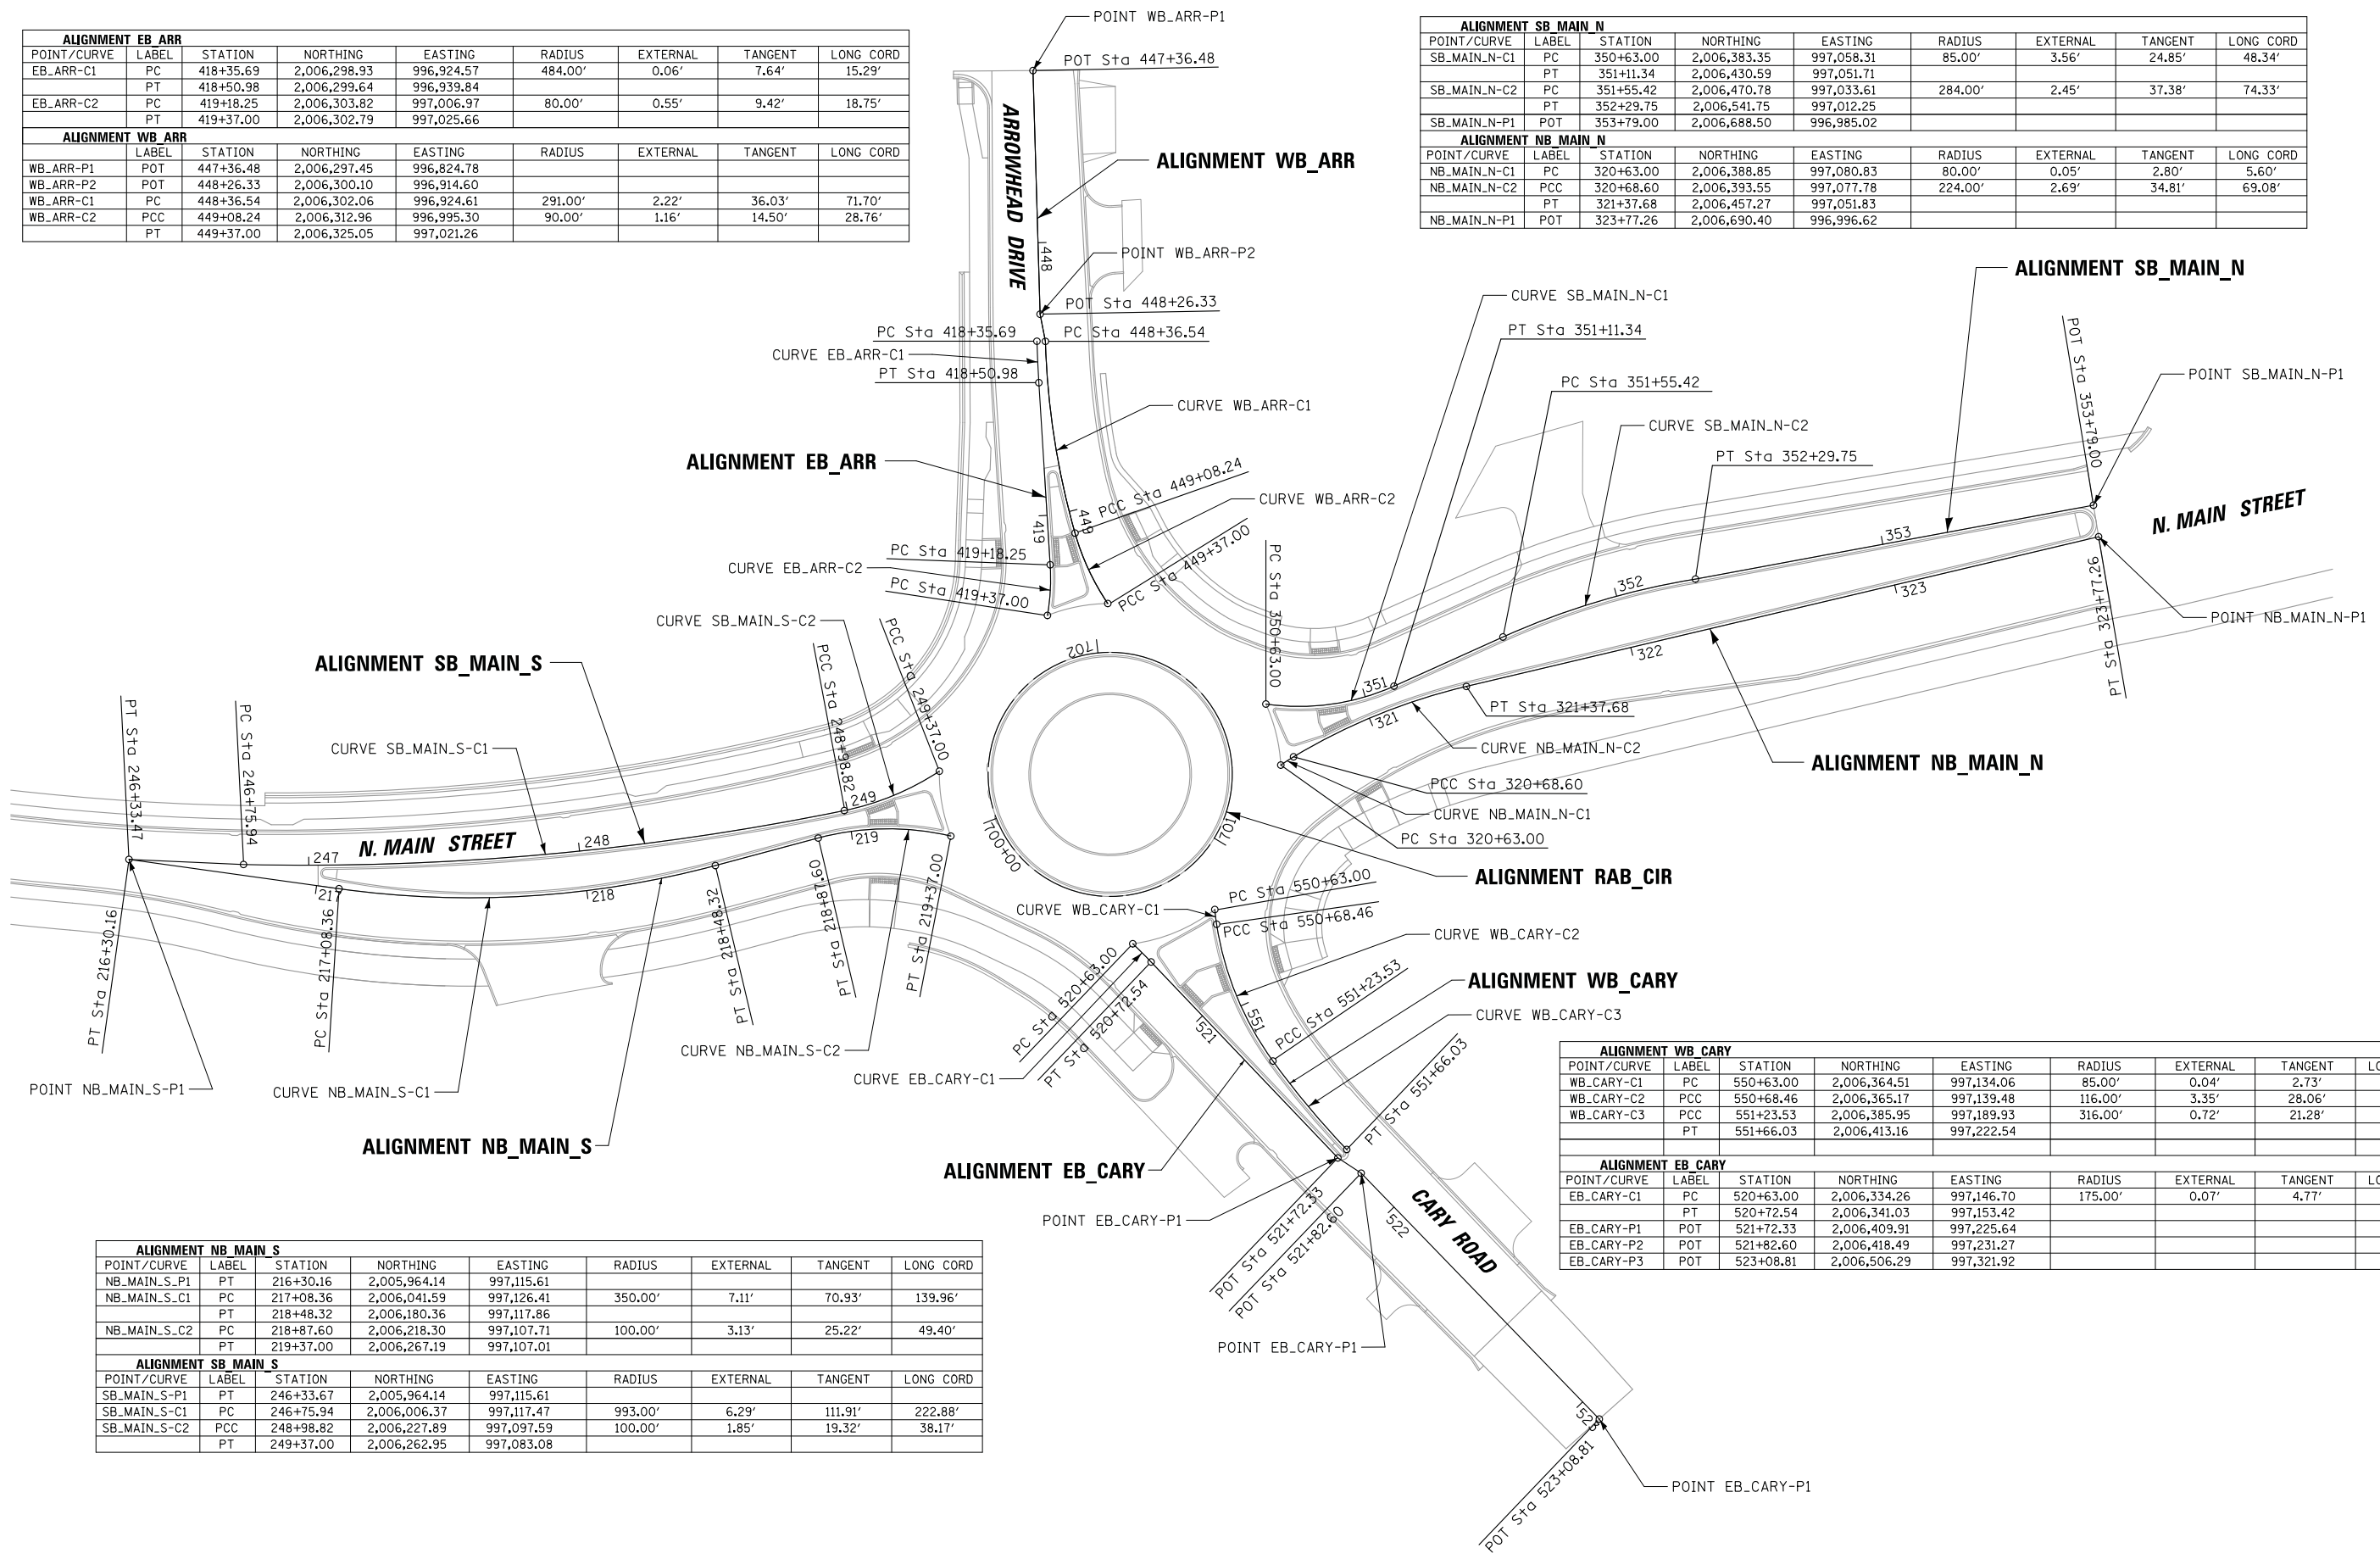 ALIGNMENT EB_ARR
POINT/CURVE LABEL STATION NORTHING EASTING RADIUS EXTERNAL TANGENT LONG CORD
EB_ARR-C1 PC 418+35.69 2,006,298.93 996,924.57 484.00' 0.06' 7.64' 15.29'
PT 418+50.98 2,006,299.64 996,939.84
EB_ARR-C2 PC 419+18.25 2,006,303.82 997,006.97 80.00' 0.55' 9.42' 18.75'
PT 419+37.00 2,006,302.79 997,025.66
ALIGNMENT WB_ARR
LABEL STATION NORTHING EASTING RADIUS EXTERNAL TANGENT LONG CORD
WB_ARR-P1 POT 447+36.48 2,006,297.45 996,824.78
WB_ARR-P2 POT 448+26.33 2,006,300.10 996,914.60
WB_ARR-C1 PC 448+36.54 2,006,302.06 996,924.61 291.00' 2.22' 36.03' 71.70'
WB_ARR-C2 PCC 449+08.24 2,006,312.96 996,995.30 90.00' 1.16' 14.50' 28.76'
PT 449+37.00 2,006,325.05 997,021.26
ALIGNMENT SB_MAIN_N
POINT/CURVE LABEL STATION NORTHING EASTING RADIUS EXTERNAL TANGENT LONG CORD
SB_MAIN_N-C1 PC 350+63.00 2,006,383.35 997,058.31 85.00' 3.56' 24.85' 48.34'
PT 351+11.34 2,006,430.59 997,051.71
SB_MAIN_N-C2 PC 351+55.42 2,006,470.78 997,033.61 284.00' 2.45' 37.38' 74.33'
PT 352+29.75 2,006,541.75 997,012.25
SB_MAIN_N-P1 POT 353+79.00 2,006,688.50 996,985.02
ALIGNMENT NB_MAIN_N
POINT/CURVE LABEL STATION NORTHING EASTING RADIUS EXTERNAL TANGENT LONG CORD
NB_MAIN_N-C1 PC 320+63.00 2,006,388.85 997,080.83 80.00' 0.05' 2.80' 5.60'
NB_MAIN_N-C2 PCC 320+68.60 2,006,393.55 997,077.78 224.00' 2.69' 34.81' 69.08'
PT 321+37.68 2,006,457.27 997,051.83
NB_MAIN_N-P1 POT 323+77.26 2,006,690.40 996,996.62
POINT WB_ARR-P1
POT Sta 447+36.48
ARROWHEAD DRIVE
ALIGNMENT WB_ARR
448
POINT WB_ARR-P2
POT Sta 448+26.33
PC Sta 418+35.69
PC Sta 448+36.54
CURVE EB_ARR-C1
PT Sta 418+50.98
CURVE WB_ARR-C1
ALIGNMENT EB_ARR
PCC Sta 449+08.24
CURVE WB_ARR-C2
419
449
PC Sta 419+18.25
CURVE EB_ARR-C2
PC Sta 419+37.00
PCC Sta 449+37.00
ALIGNMENT SB_MAIN_N
CURVE SB_MAIN_N-C1
PT Sta 351+11.34
PC Sta 351+55.42
CURVE SB_MAIN_N-C2
PT Sta 352+29.75
POT Sta 353+79.00
POINT SB_MAIN_N-P1
N. MAIN STREET
353
352
351
PC Sta 350+63.00
323
322
321
POINT NB_MAIN_N-P1
PT Sta 323+77.26
PT Sta 321+37.68
CURVE NB_MAIN_N-C2
ALIGNMENT NB_MAIN_N
PCC Sta 320+68.60
CURVE NB_MAIN_N-C1
PC Sta 320+63.00
702
701
700+00
ALIGNMENT RAB_CIR
CURVE SB_MAIN_S-C2
PCC Sta 249+37.00
ALIGNMENT SB_MAIN_S
PCC Sta 248+98.82
PT Sta 246+33.47
PC Sta 246+75.94
CURVE SB_MAIN_S-C1
N. MAIN STREET
247
248
249
217
218
219
PT Sta 216+30.16
PC Sta 217+08.36
PT Sta 218+48.32
PT Sta 218+87.60
PT Sta 219+37.00
CURVE NB_MAIN_S-C2
POINT NB_MAIN_S-P1
CURVE NB_MAIN_S-C1
ALIGNMENT NB_MAIN_S
PC Sta 550+63.00
CURVE WB_CARY-C1
PCC Sta 550+68.46
CURVE WB_CARY-C2
PC Sta 520+63.00
PT Sta 520+72.54
CURVE EB_CARY-C1
ALIGNMENT WB_CARY
PCC Sta 551+23.53
CURVE WB_CARY-C3
551
521
PT Sta 551+66.03
ALIGNMENT EB_CARY
POINT EB_CARY-P1
POT Sta 521+72.33
POT Sta 521+82.60
522
CARY ROAD
POINT EB_CARY-P1
523
POT Sta 523+08.81
POINT EB_CARY-P1
ALIGNMENT WB_CARY
POINT/CURVE LABEL STATION NORTHING EASTING RADIUS EXTERNAL TANGENT
WB_CARY-C1 PC 550+63.00 2,006,364.51 997,134.06 85.00' 0.04' 2.73'
WB_CARY-C2 PCC 550+68.46 2,006,365.17 997,139.48 116.00' 3.35' 28.06'
WB_CARY-C3 PCC 551+23.53 2,006,385.95 997,189.93 316.00' 0.72' 21.28'
PT 551+66.03 2,006,413.16 997,222.54
ALIGNMENT EB_CARY
POINT/CURVE LABEL STATION NORTHING EASTING RADIUS EXTERNAL TANGENT
EB_CARY-C1 PC 520+63.00 2,006,334.26 997,146.70 175.00' 0.07' 4.77'
PT 520+72.54 2,006,341.03 997,153.42
EB_CARY-P1 POT 521+72.33 2,006,409.91 997,225.64
EB_CARY-P2 POT 521+82.60 2,006,418.49 997,231.27
EB_CARY-P3 POT 523+08.81 2,006,506.29 997,321.92
ALIGNMENT NB_MAIN_S
POINT/CURVE LABEL STATION NORTHING EASTING RADIUS EXTERNAL TANGENT LONG CORD
NB_MAIN_S_P1 PT 216+30.16 2,005,964.14 997,115.61
NB_MAIN_S_C1 PC 217+08.36 2,006,041.59 997,126.41 350.00' 7.11' 70.93' 139.96'
PT 218+48.32 2,006,180.36 997,117.86
NB_MAIN_S_C2 PC 218+87.60 2,006,218.30 997,107.71 100.00' 3.13' 25.22' 49.40'
PT 219+37.00 2,006,267.19 997,107.01
ALIGNMENT SB_MAIN_S
POINT/CURVE LABEL STATION NORTHING EASTING RADIUS EXTERNAL TANGENT LONG CORD
SB_MAIN_S-P1 PT 246+33.67 2,005,964.14 997,115.61
SB_MAIN_S-C1 PC 246+75.94 2,006,006.37 997,117.47 993.00' 6.29' 111.91' 222.88'
SB_MAIN_S-C2 PCC 248+98.82 2,006,227.89 997,097.59 100.00' 1.85' 19.32' 38.17'
PT 249+37.00 2,006,262.95 997,083.08